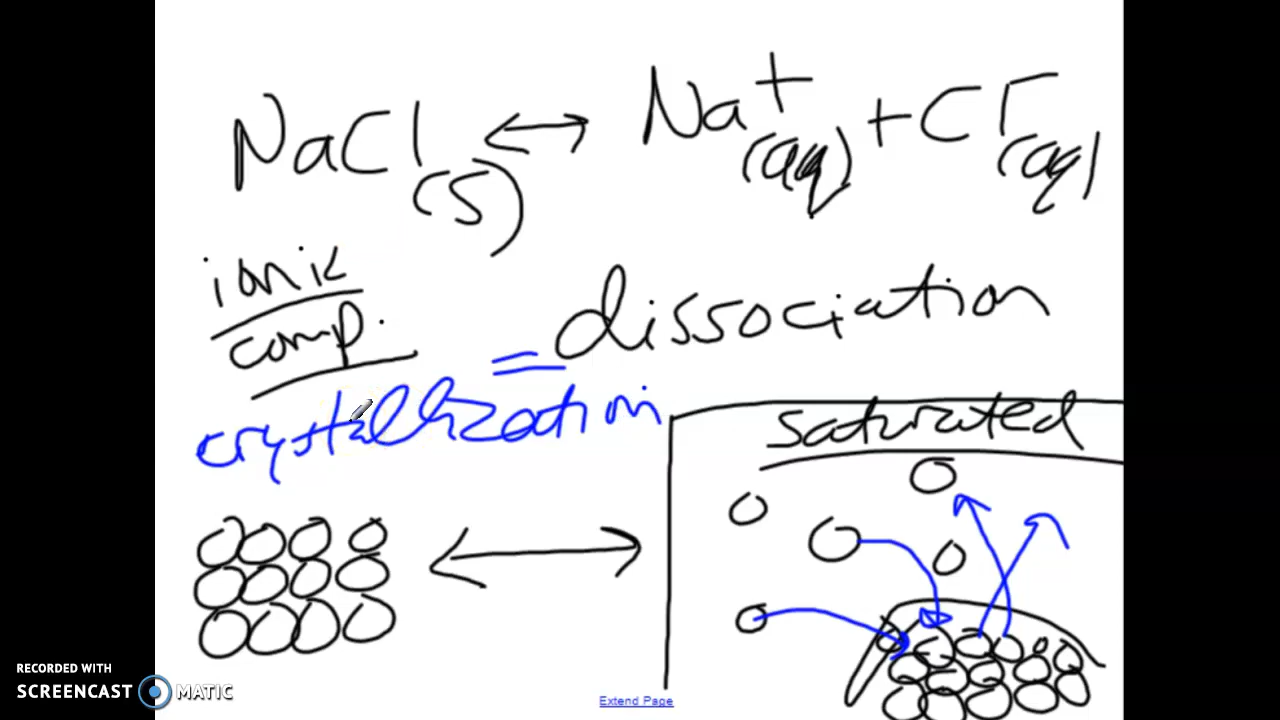 NaCl(s) ↔ Na+(aq) + Cl-(aq)
ionic
comp.
= dissociation
crystallization
saturated
RECORDED WITH
SCREENCAST MATIC
Extend Page